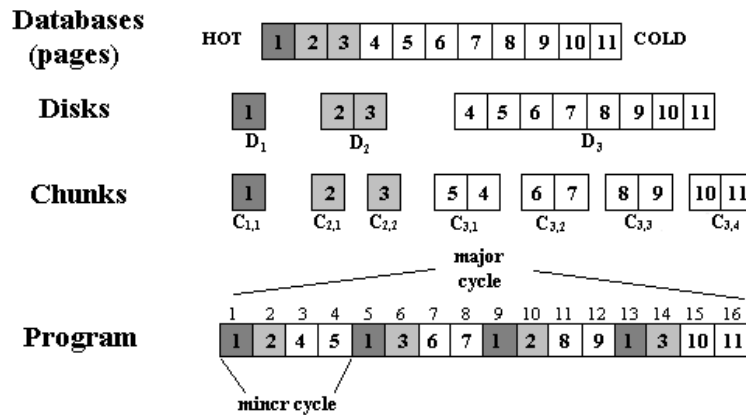 Databases
(pages)
HOT 1 2 3 4 5 6 7 8 9 10 11 COLD
Disks
1 2 3 4 5 6 7 8 9 10 11
D1 D2 D3
Chunks
1 2 3 5 4 6 7 8 9 10 11
C1,1 C2,1 C2,2 C3,1 C3,2 C3,3 C3,4
major
cycle
1 2 3 4 5 6 7 8 9 10 11 12 13 14 15 16
Program
1 2 4 5 1 3 6 7 1 2 8 9 1 3 10 11
mincr cycle